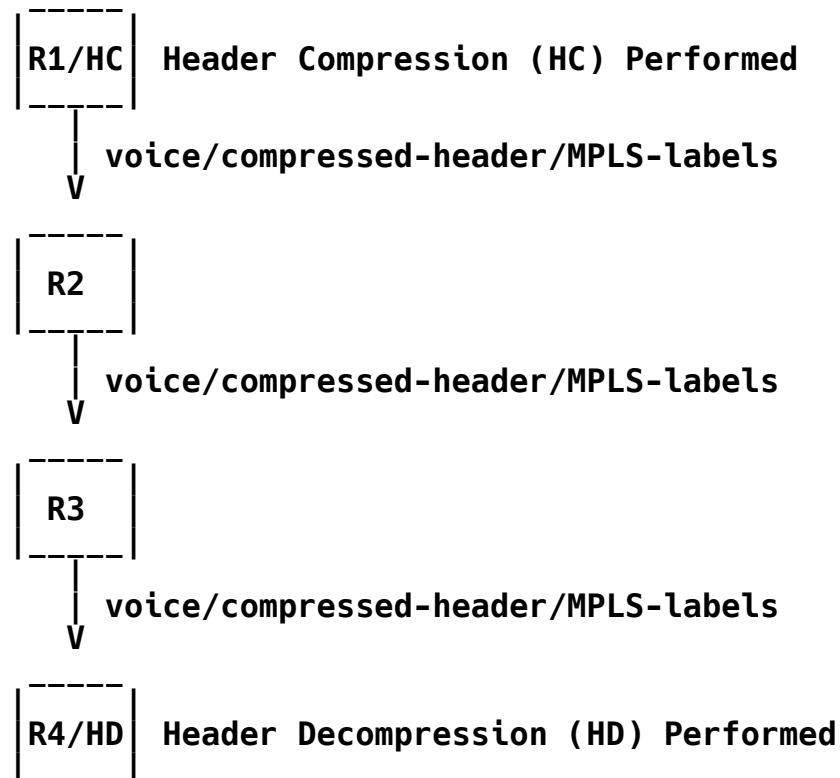 R1/HC Header Compression (HC) Performed
voice/compressed-header/MPLS-labels
V
R2
voice/compressed-header/MPLS-labels
V
R3
voice/compressed-header/MPLS-labels
V
R4/HD Header Decompression (HD) Performed